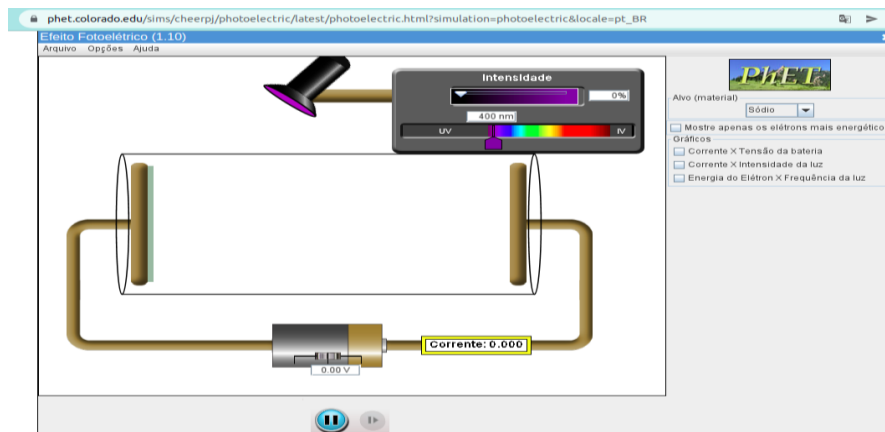 phet.colorado.edu/sims/cheerpj/photoelectric/latest/photoelectric.html?simulation=photoelectric&locale=pt_BR
Efeito Fotoelétrico (1.10)
Arquivo Opções Ajuda
Intensidade
0%
400 nm
UV
IV
PhET
Alvo (material)
Sódio
Mostre apenas os elétrons mais energético
Gráficos
Corrente X Tensão da bateria
Corrente X Intensidade da luz
Energia do Elétron X Frequência da luz
Corrente: 0.000
0.00 V